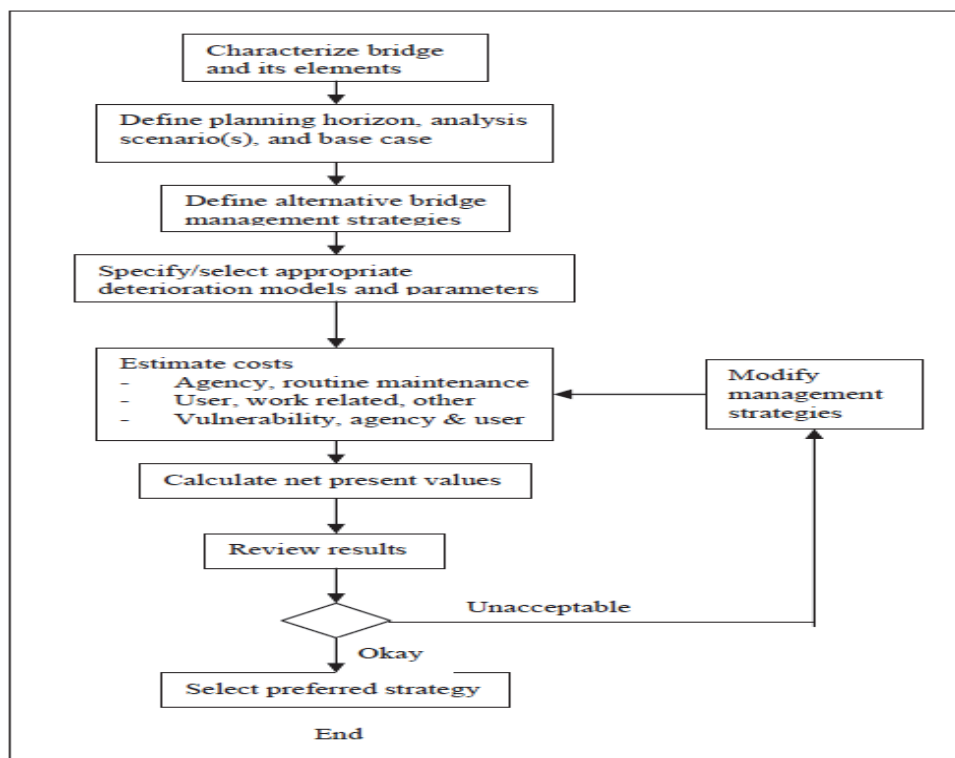 Characterize bridge
and its elements
Define planning horizon, analysis
scenario(s), and base case
Define alternative bridge
management strategies
Specify/select appropriate
deterioration models and parameters
Estimate costs
- Agency, routine maintenance
- User, work related, other
- Vulnerability, agency & user
Modify
management
strategies
Calculate net present values
Review results
Unacceptable
Okay
Select preferred strategy
End